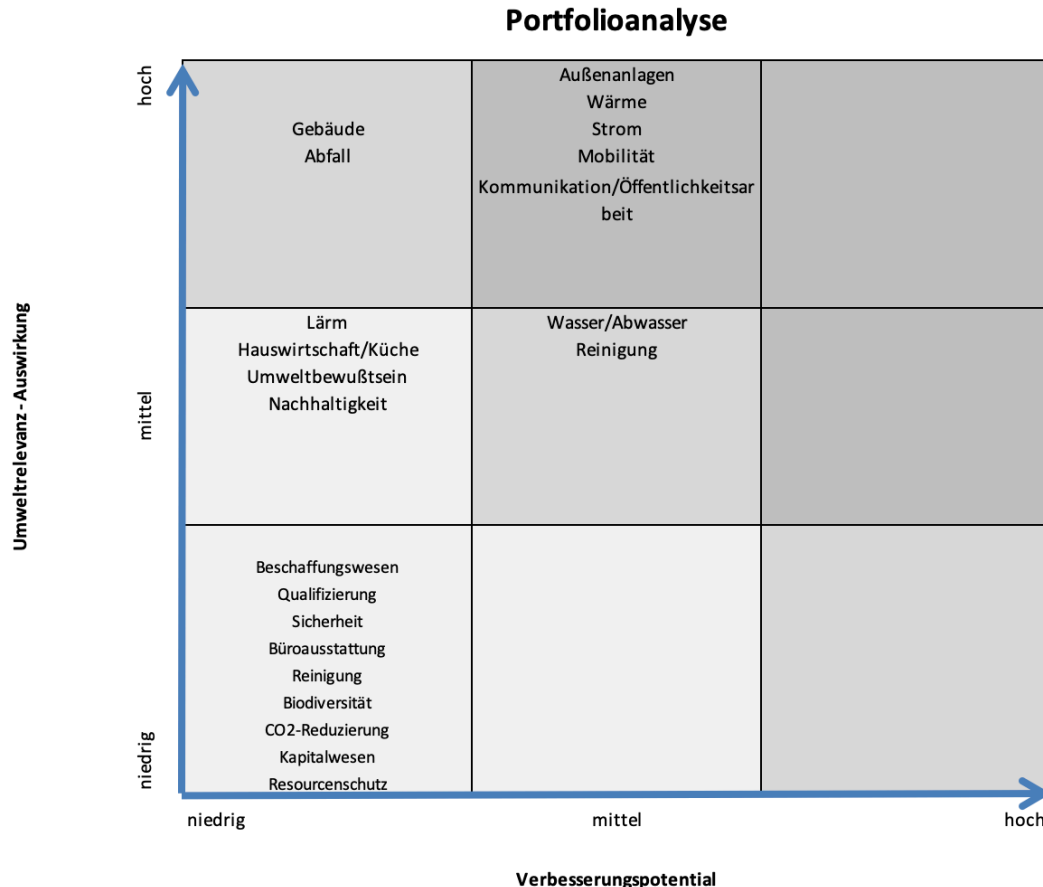 Portfolioanalyse
hoch
Gebäude
Abfall
Außenanlagen
Wärme
Strom
Mobilität
Kommunikation/Öffentlichkeitsar
beit
Umweltrelevanz - Auswirkung
mittel
Lärm
Hauswirtschaft/Küche
Umweltbewußtsein
Nachhaltigkeit
Wasser/Abwasser
Reinigung
niedrig
Beschaffungswesen
Qualifizierung
Sicherheit
Büroausstattung
Reinigung
Biodiversität
CO2-Reduzierung
Kapitalwesen
Resourcenschutz
niedrig
mittel
hoch
Verbesserungspotential